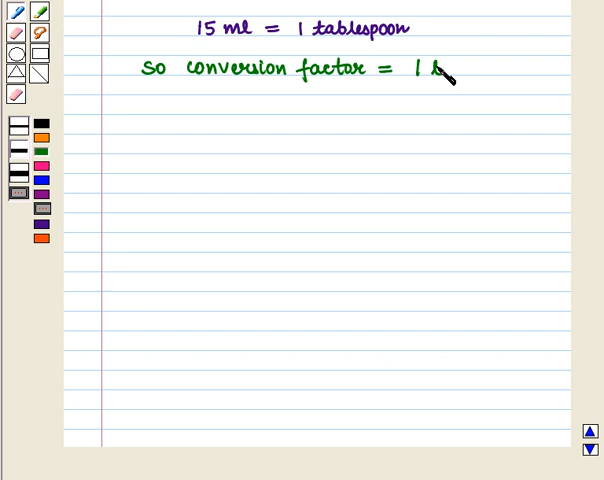 15 ml = 1 tablespoon
so conversion factor = 1